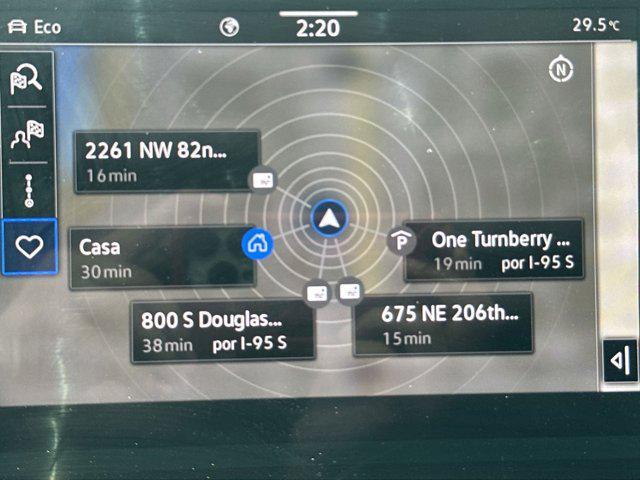 Eco
2:20
29.5°C
N
2261 NW 82n...
16 min
Casa
30 min
P
One Turnberry ...
19 min por I-95 S
800 S Douglas...
38 min por I-95 S
675 NE 206th...
15 min